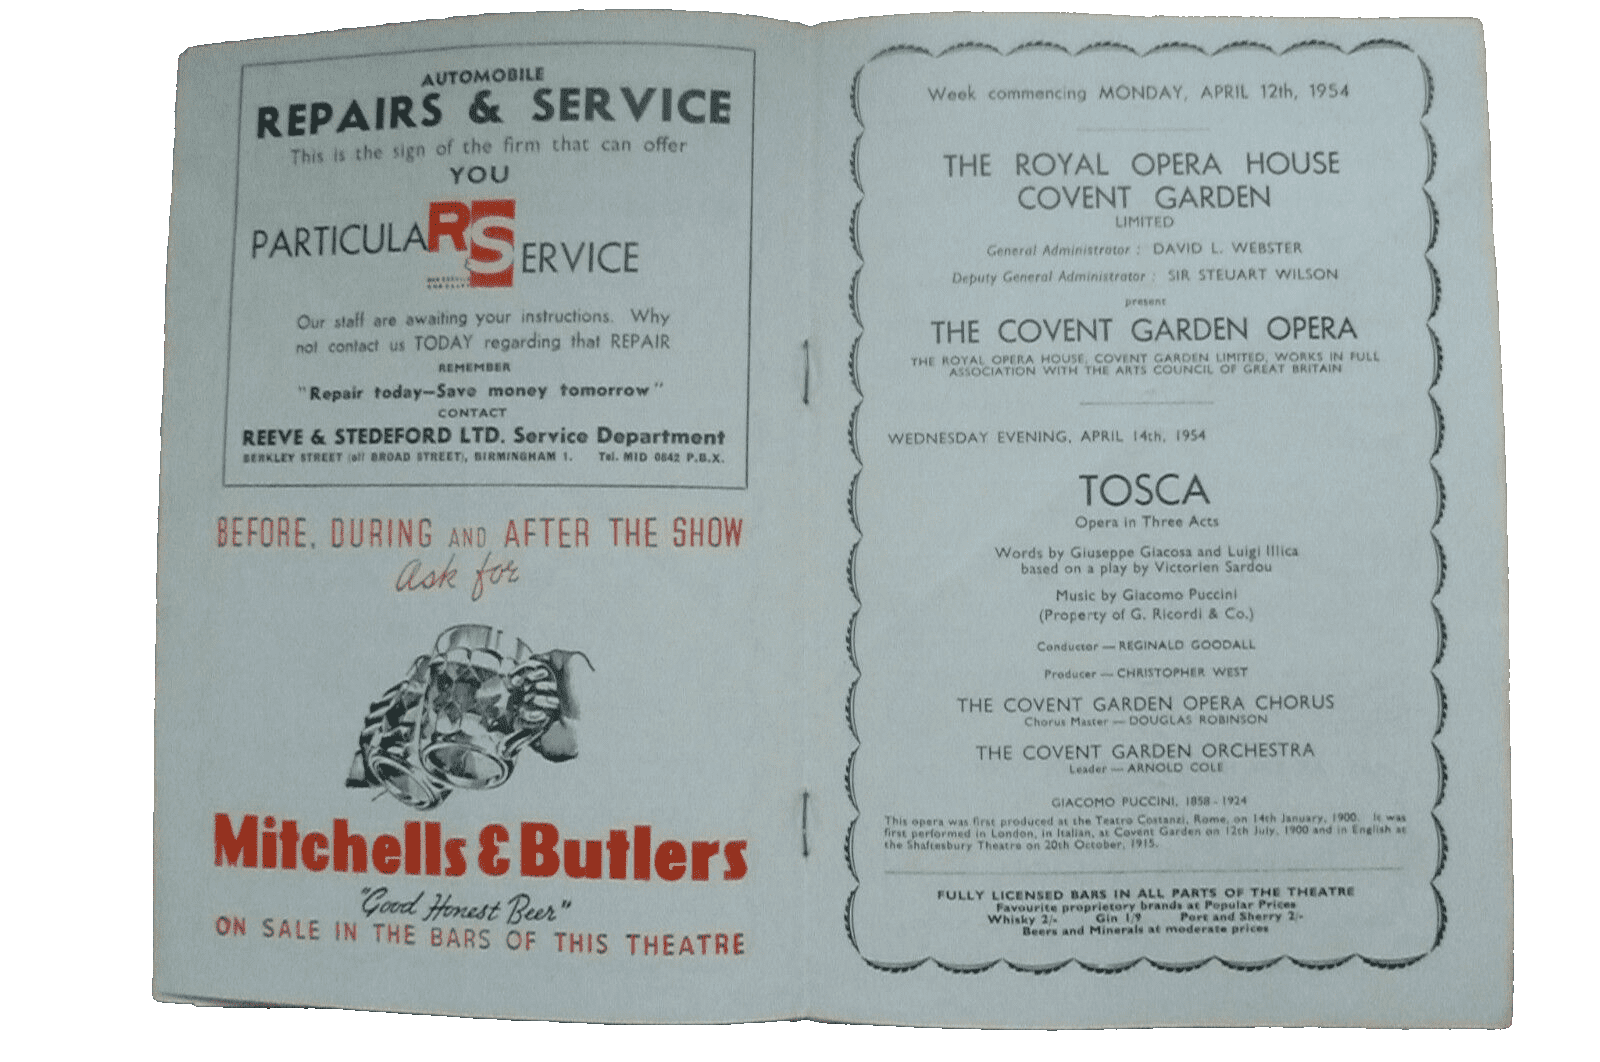 AUTOMOBILE
REPAIRS & SERVICE
This is the sign of the firm that can offer
YOU
PARTICULARSERVICE
Our staff are awaiting your instructions. Why
not contact us TODAY regarding that REPAIR
REMEMBER
"Repair today—Save money tomorrow"
CONTACT
REEVE & STEDEFORD LTD. Service Department
BERKLEY STREET (off BROAD STREET), BIRMINGHAM 1. Tel. MID 0842 P.B.X.
BEFORE, DURING AND AFTER THE SHOW
Ask for
Mitchells & Butlers
"Good Honest Beer"
ON SALE IN THE BARS OF THIS THEATRE
Week commencing MONDAY, APRIL 12th, 1954
THE ROYAL OPERA HOUSE
COVENT GARDEN
LIMITED
General Administrator : DAVID L. WEBSTER
Deputy General Administrator : SIR STEUART WILSON
present
THE COVENT GARDEN OPERA
THE ROYAL OPERA HOUSE, COVENT GARDEN LIMITED, WORKS IN FULL
ASSOCIATION WITH THE ARTS COUNCIL OF GREAT BRITAIN
WEDNESDAY EVENING, APRIL 14th, 1954
TOSCA
Opera in Three Acts
Words by Giuseppe Giacosa and Luigi Illica
based on a play by Victorien Sardou
Music by Giacomo Puccini
(Property of G. Ricordi & Co.)
Conductor — REGINALD GOODALL
Producer — CHRISTOPHER WEST
THE COVENT GARDEN OPERA CHORUS
Chorus Master — DOUGLAS ROBINSON
THE COVENT GARDEN ORCHESTRA
Leader — ARNOLD COLE
GIACOMO PUCCINI, 1858 - 1924
This opera was first produced at the Teatro Costanzi, Rome, on 14th January, 1900. It was
first performed in London, in Italian, at Covent Garden on 12th July, 1900 and in English at
the Shaftesbury Theatre on 20th October, 1915.
FULLY LICENSED BARS IN ALL PARTS OF THE THEATRE
Favourite proprietory brands at Popular Prices
Whisky 2/- Gin 1/9 Port and Sherry 2/-
Beers and Minerals at moderate prices